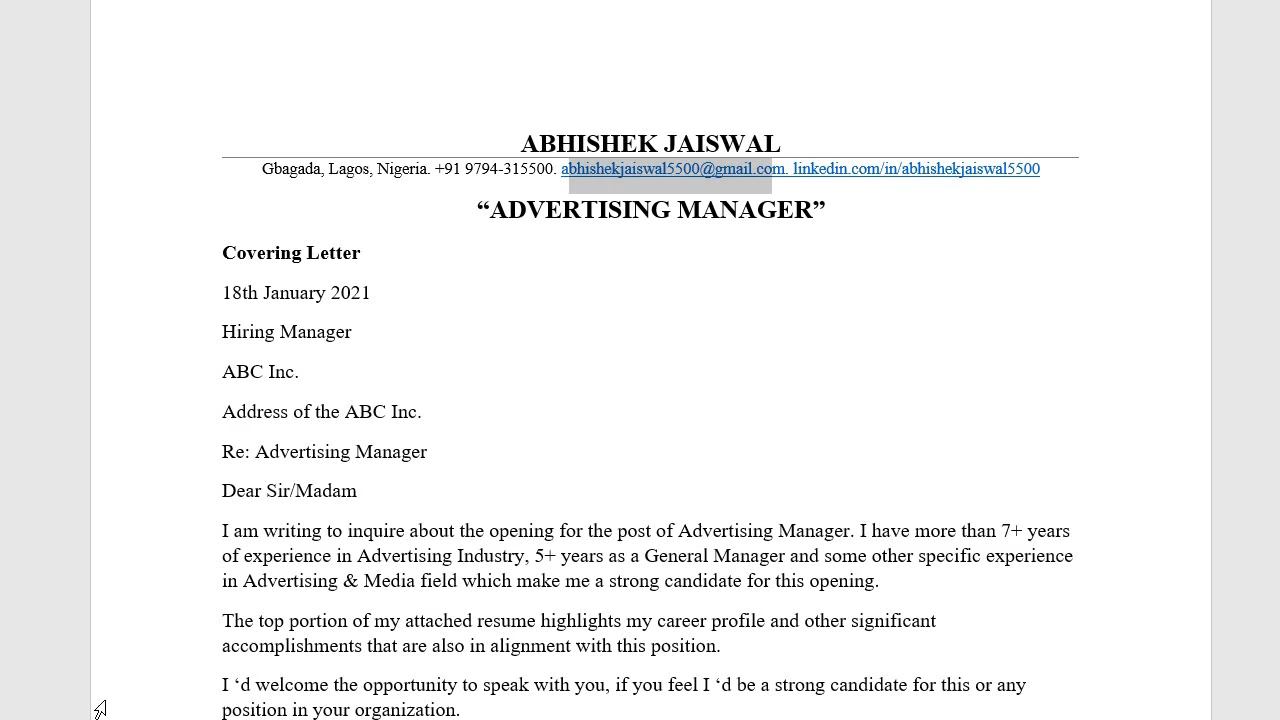 ABHISHEK JAISWAL
Gbagada, Lagos, Nigeria. +91 9794-315500. abhishekjaiswal5500@gmail.com. linkedin.com/in/abhishekjaiswal5500
“ADVERTISING MANAGER”
Covering Letter
18th January 2021
Hiring Manager
ABC Inc.
Address of the ABC Inc.
Re: Advertising Manager
Dear Sir/Madam
I am writing to inquire about the opening for the post of Advertising Manager. I have more than 7+ years
of experience in Advertising Industry, 5+ years as a General Manager and some other specific experience
in Advertising & Media field which make me a strong candidate for this opening.
The top portion of my attached resume highlights my career profile and other significant
accomplishments that are also in alignment with this position.
I ‘d welcome the opportunity to speak with you, if you feel I ‘d be a strong candidate for this or any
position in your organization.